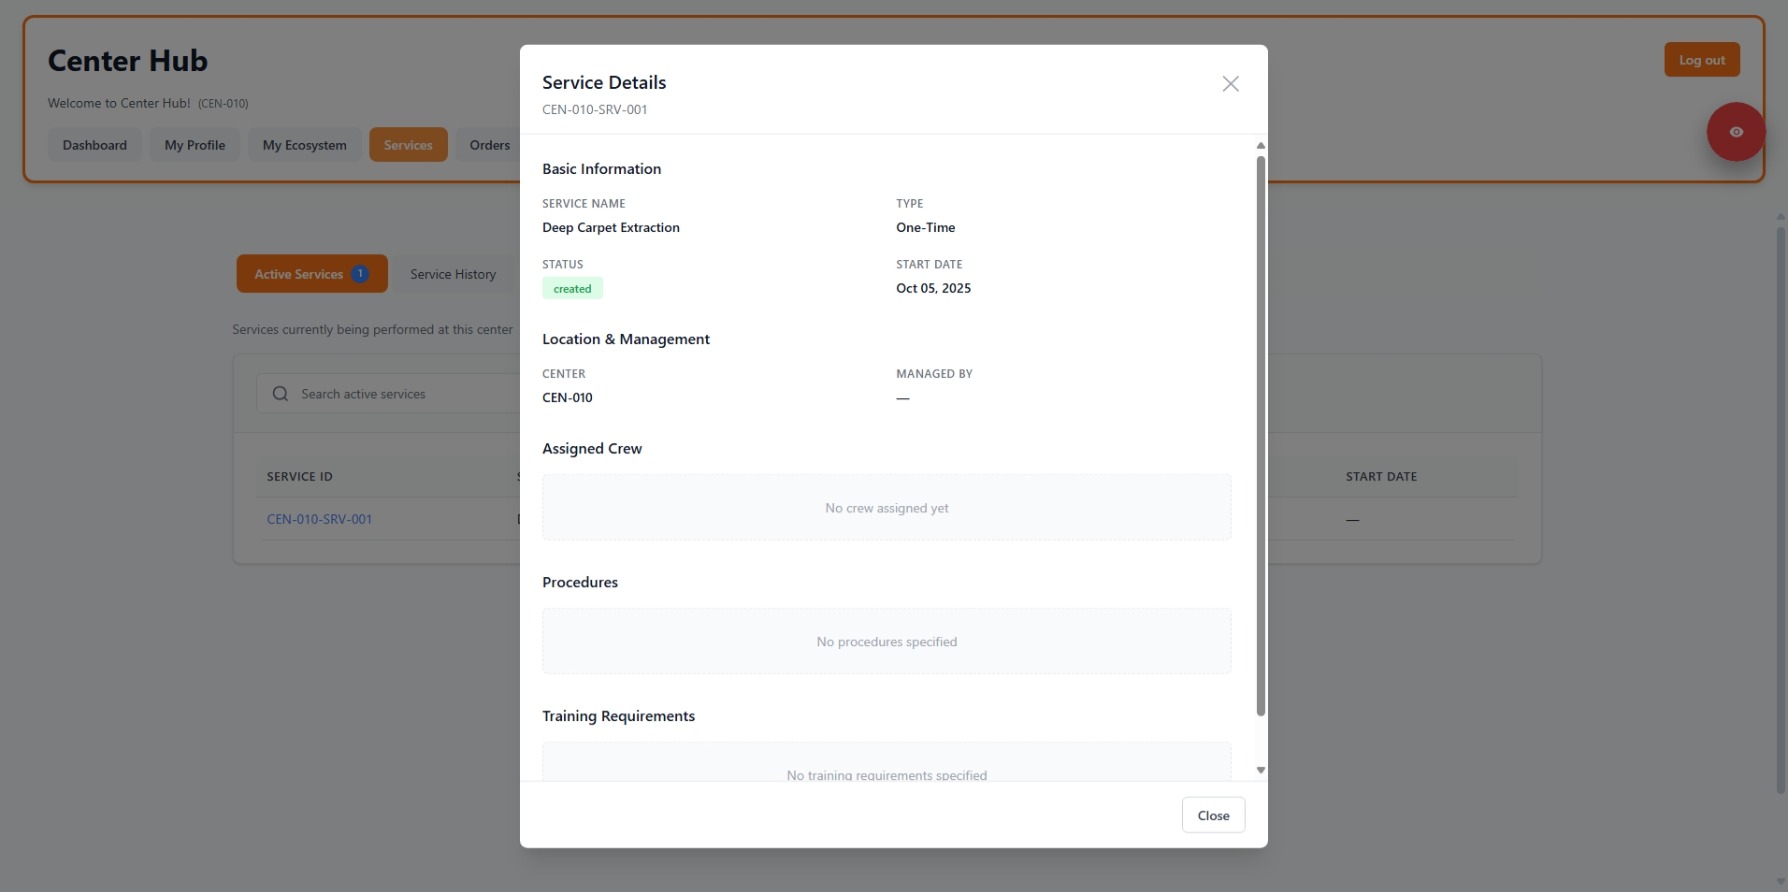 Center Hub
Log out
Welcome to Center Hub! (CEN-010)
Dashboard
My Profile
My Ecosystem
Services
Orders
Active Services 1
Service History
Services currently being performed at this center
Search active services
SERVICE ID
START DATE
CEN-010-SRV-001
—
Service Details
CEN-010-SRV-001
Basic Information
SERVICE NAME
TYPE
Deep Carpet Extraction
One-Time
STATUS
START DATE
created
Oct 05, 2025
Location & Management
CENTER
MANAGED BY
CEN-010
—
Assigned Crew
No crew assigned yet
Procedures
No procedures specified
Training Requirements
No training requirements specified
Close